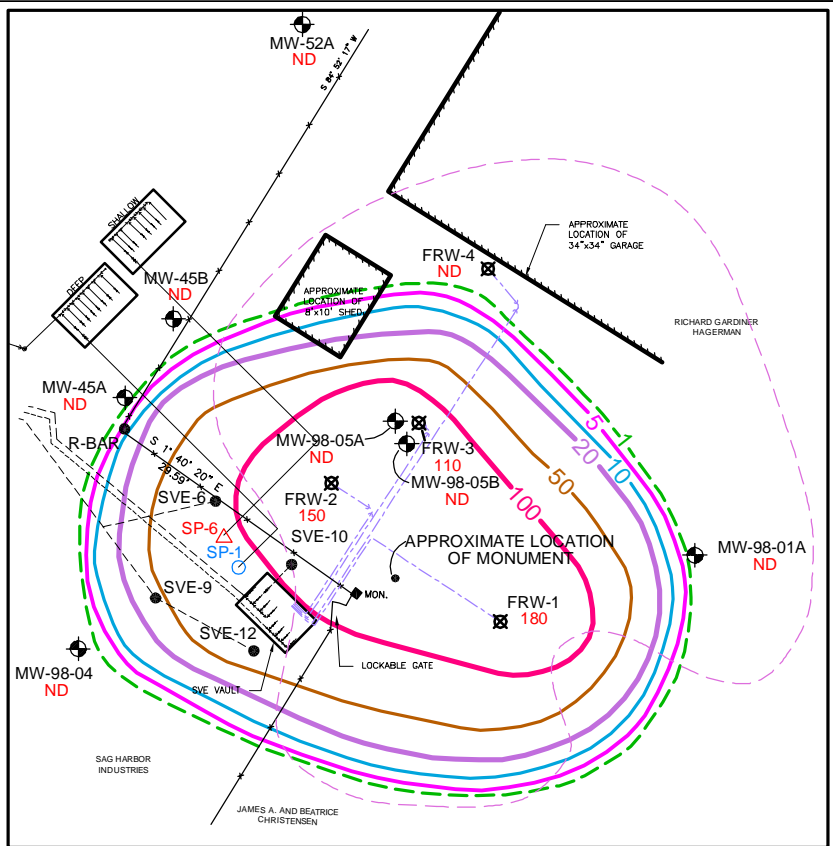 MW-52A
ND
S 84° 52' 17" W
SHALLOW
DEEP
MW-45B
ND
APPROXIMATE
LOCATION OF
8'x10' SHED
FRW-4
ND
APPROXIMATE
LOCATION OF
34"x34" GARAGE
RICHARD GARDINER
HAGERMAN
MW-45A
ND
R-BAR
S 1° 40' 20" E
29.59'
MW-98-05A
ND
FRW-3
110
MW-98-05B
ND
5
1
10
20
50
100
SVE-6
FRW-2
150
SP-6
SP-1
SVE-10
APPROXIMATE LOCATION
OF MONUMENT
MW-98-01A
ND
SVE-9
MON.
FRW-1
180
SVE-12
LOCKABLE GATE
MW-98-04
ND
SVE VAULT
SAG HARBOR
INDUSTRIES
JAMES A. AND BEATRICE
CHRISTENSEN